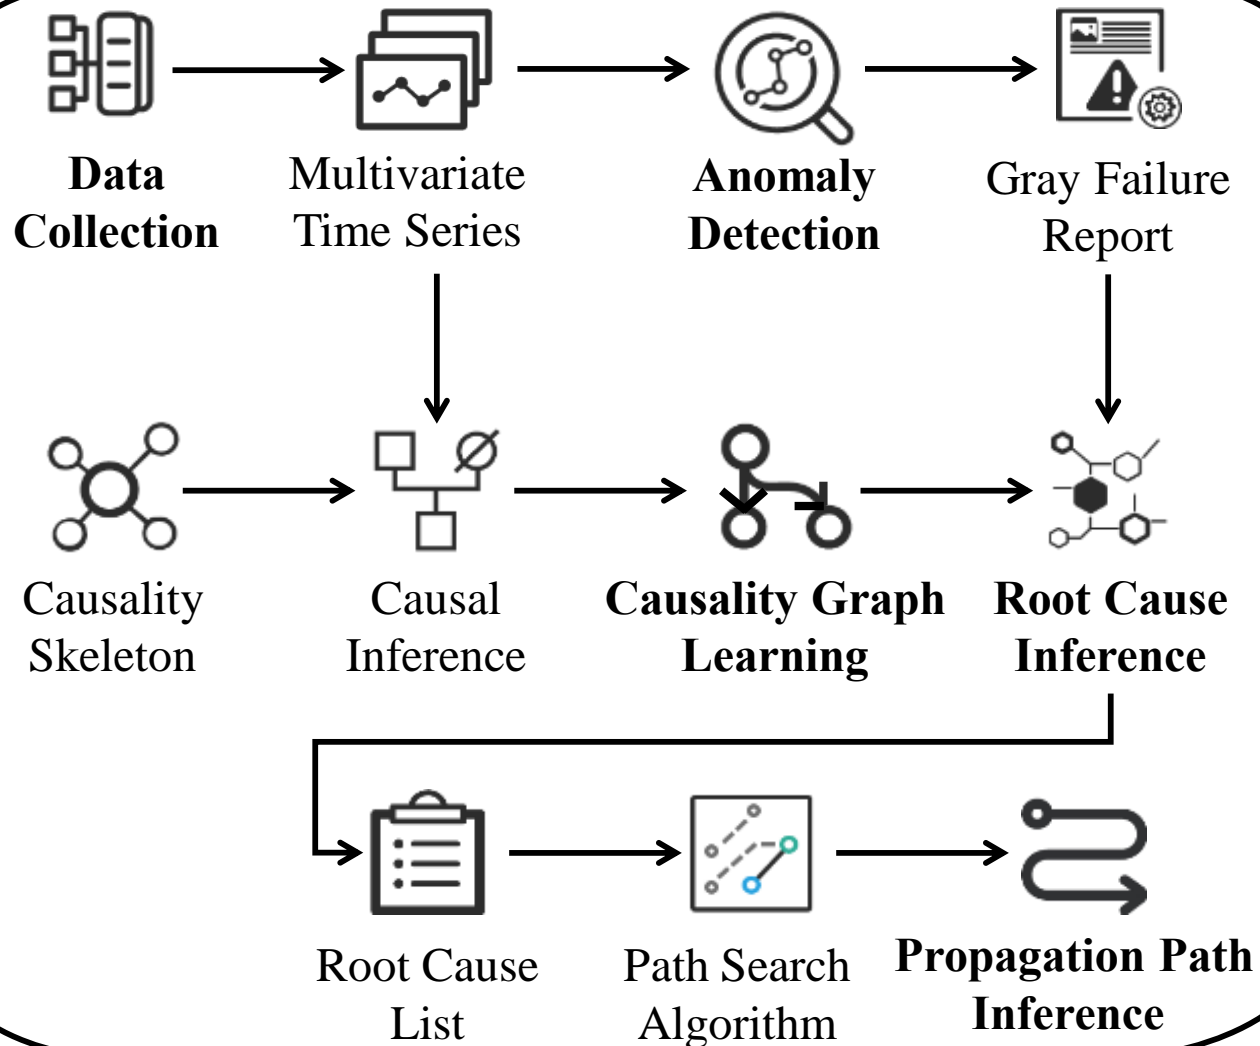 Data
Collection
Multivariate
Time Series
Anomaly
Detection
Gray Failure
Report
Causality
Skeleton
Causal
Inference
Causality Graph
Learning
Root Cause
Inference
Root Cause
List
Path Search
Algorithm
Propagation Path
Inference